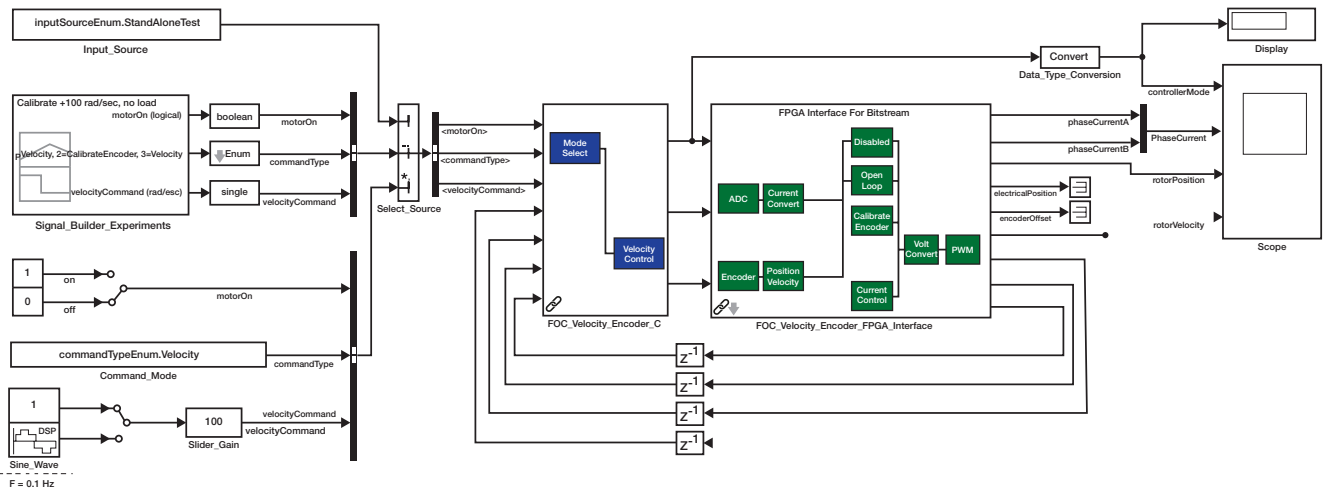 inputSourceEnum.StandAloneTest
Input_Source
Calibrate +100 rad/sec, no load
motorOn (logical)
Velocity, 2=CalibrateEncoder, 3=Velocity
velocityCommand (rad/esc)
Signal_Builder_Experiments
boolean
motorOn
Enum
commandType
single
velocityCommand
Select_Source
*
<motorOn>
<commandType>
<velocityCommand>
1
0
on
off
motorOn
commandTypeEnum.Velocity
Command_Mode
commandType
1
DSP
Sine_Wave
F = 0.1 Hz
100
Slider_Gain
velocityCommand
velocityCommand
Mode
Select
Velocity
Control
FOC_Velocity_Encoder_C
FPGA Interface For Bitstream
ADC
Current
Convert
Encoder
Position
Velocity
Disabled
Open
Loop
Calibrate
Encoder
Current
Control
Volt
Convert
PWM
FOC_Velocity_Encoder_FPGA_Interface
z-1
z-1
z-1
z-1
Convert
Data_Type_Conversion
Display
controllerMode
phaseCurrentA
phaseCurrentB
PhaseCurrent
rotorPosition
electricalPosition
encoderOffset
rotorVelocity
Scope